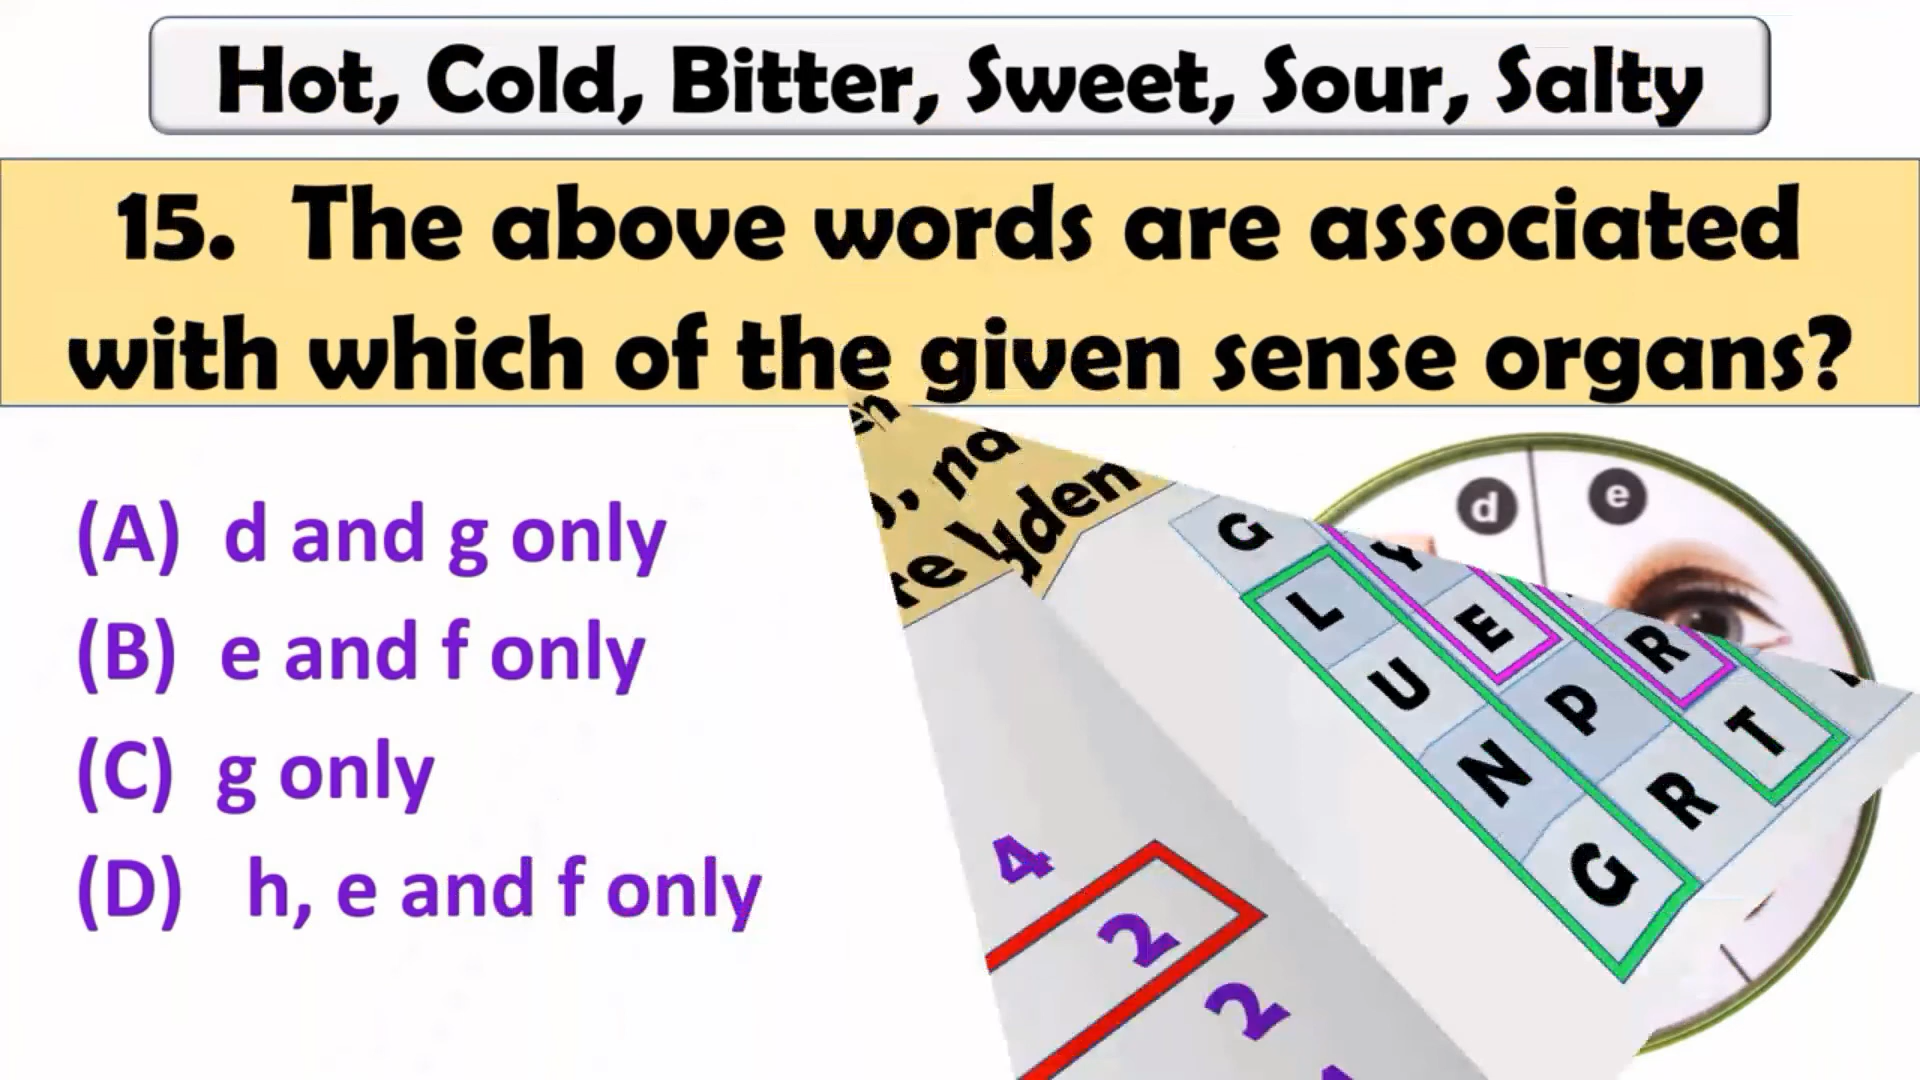 Hot, Cold, Bitter, Sweet, Sour, Salty
15. The above words are associated
with which of the given sense organs?
(A) d and g only
(B) e and f only
(C) g only
(D) h, e and f only
d
e
G
L
E
R
U
P
T
N
R
G
4
2
2